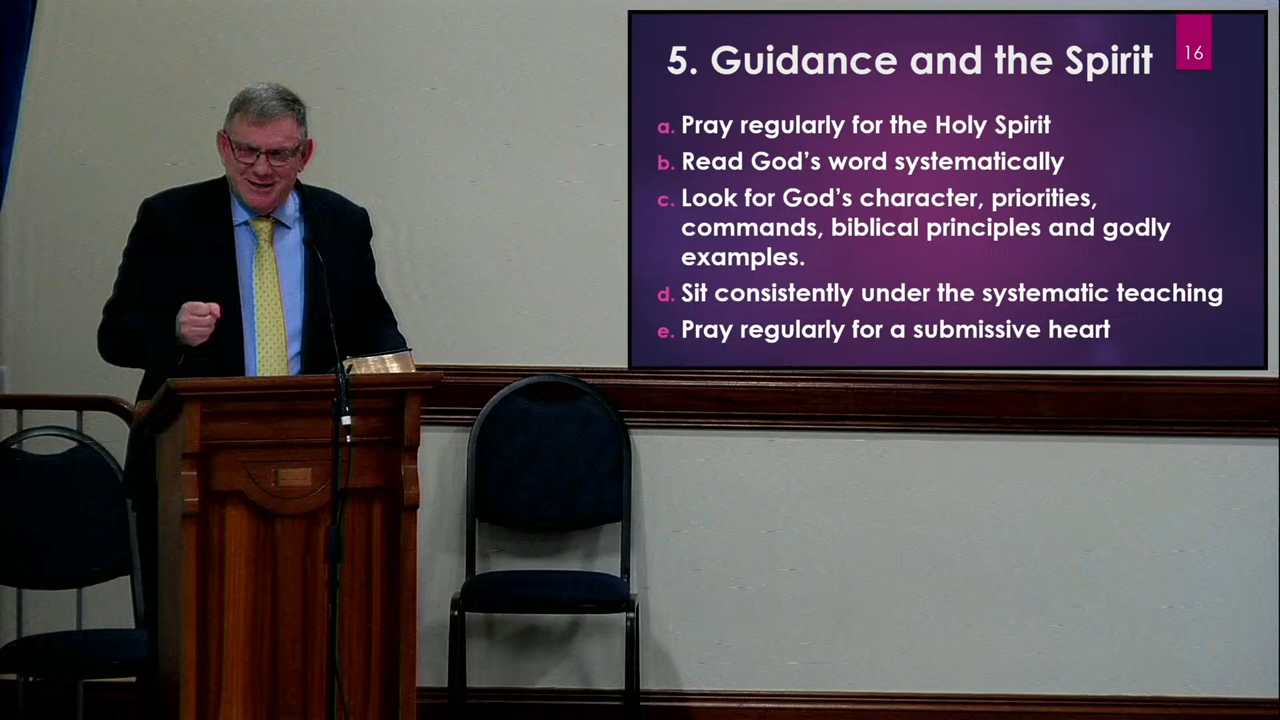 5. Guidance and the Spirit
16
a. Pray regularly for the Holy Spirit
b. Read God's word systematically
c. Look for God's character, priorities,
commands, biblical principles and godly
examples.
d. Sit consistently under the systematic teaching
e. Pray regularly for a submissive heart